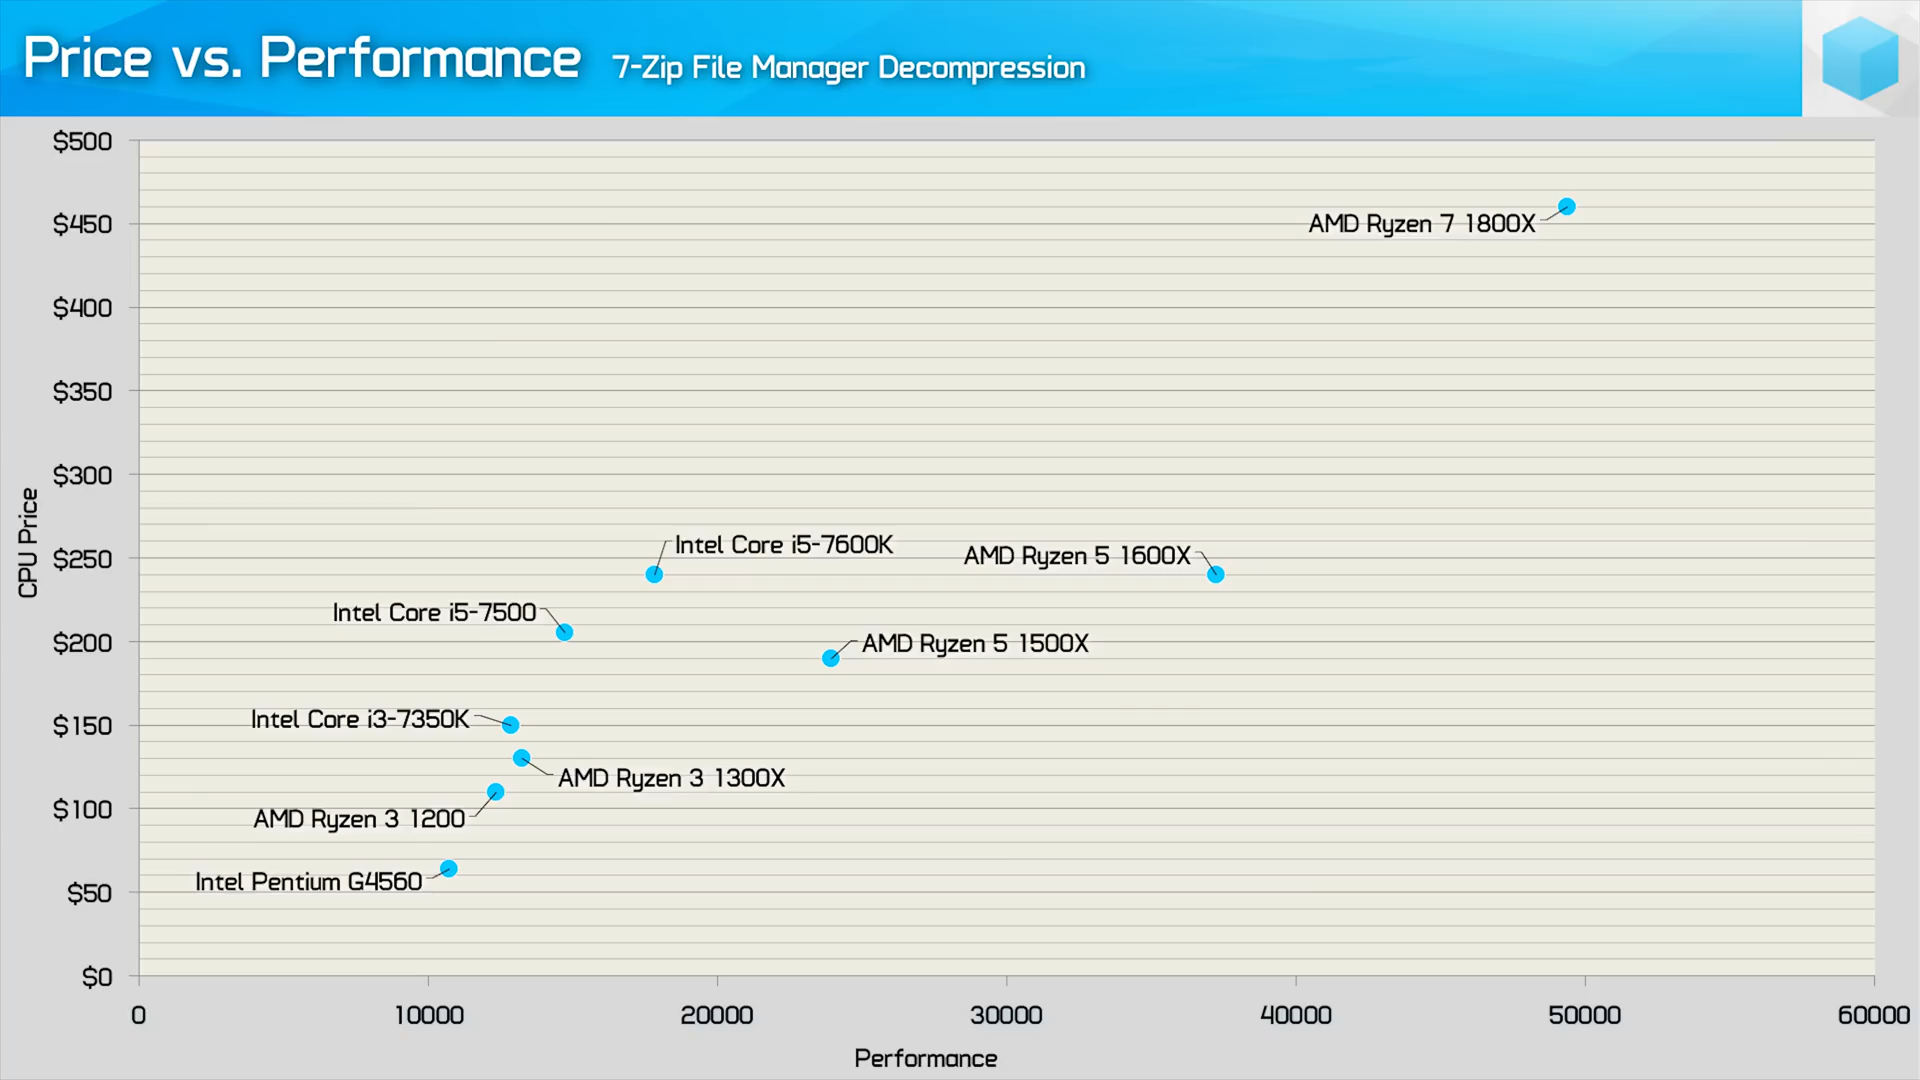 Price vs. Performance 7-Zip File Manager Decompression
$500
$450
AMD Ryzen 7 1800X
$400
$350
$300
CPU Price
$250
Intel Core i5-7600K
AMD Ryzen 5 1600X
Intel Core i5-7500
$200
AMD Ryzen 5 1500X
$150
Intel Core i3-7350K
AMD Ryzen 3 1300X
$100
AMD Ryzen 3 1200
Intel Pentium G4560
$50
$0
0 10000 20000 30000 40000 50000 60000
Performance